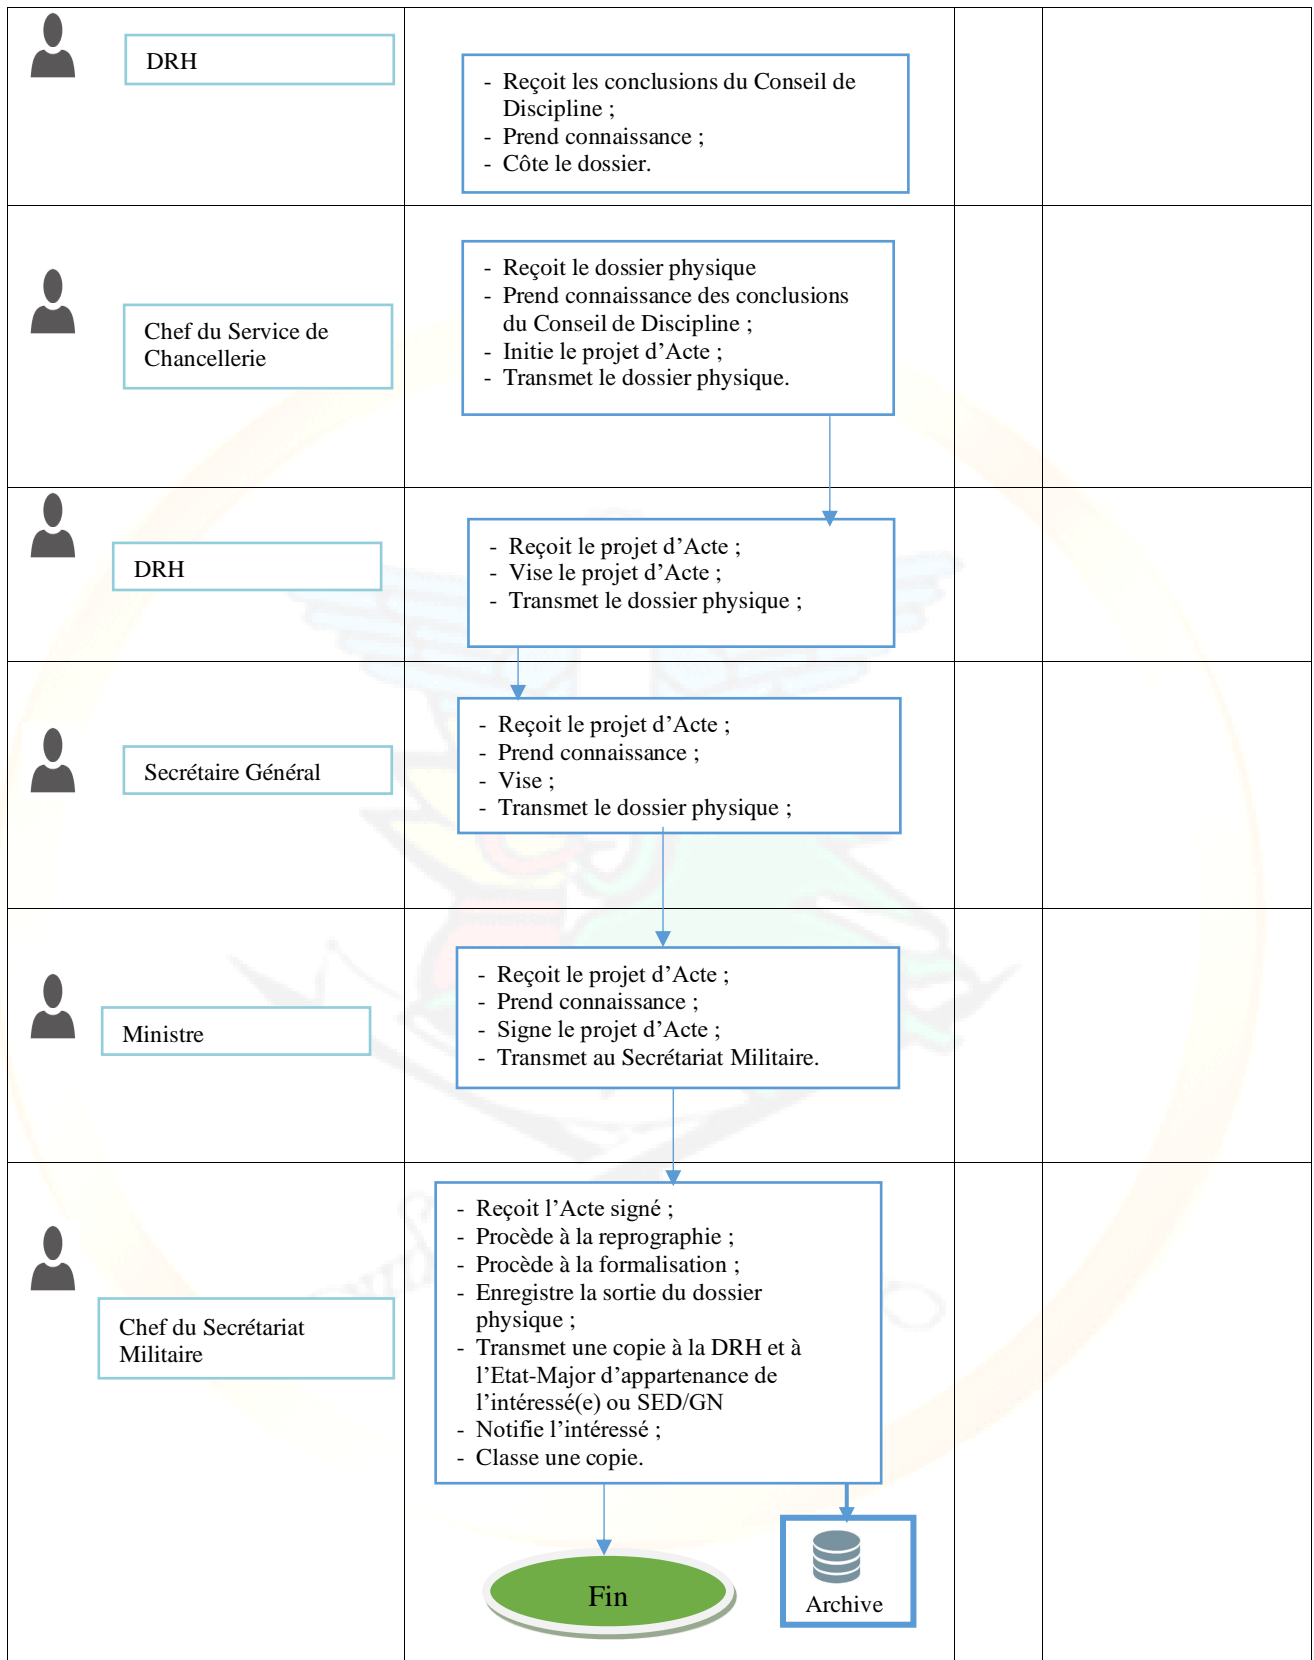 DRH
- Reçoit les conclusions du Conseil de
Discipline ;
- Prend connaissance ;
- Côte le dossier.
Chef du Service de
Chancellerie
- Reçoit le dossier physique
- Prend connaissance des conclusions
du Conseil de Discipline ;
- Initie le projet d’Acte ;
- Transmet le dossier physique.
DRH
- Reçoit le projet d’Acte ;
- Vise le projet d’Acte ;
- Transmet le dossier physique ;
Secrétaire Général
- Reçoit le projet d’Acte ;
- Prend connaissance ;
- Vise ;
- Transmet le dossier physique ;
Ministre
- Reçoit le projet d’Acte ;
- Prend connaissance ;
- Signe le projet d’Acte ;
- Transmet au Secrétariat Militaire.
Chef du Secrétariat
Militaire
- Reçoit l’Acte signé ;
- Procède à la reprographie ;
- Procède à la formalisation ;
- Enregistre la sortie du dossier
physique ;
- Transmet une copie à la DRH et à
l’Etat-Major d’appartenance de
l’intéressé(e) ou SED/GN
- Notifie l’intéressé ;
- Classe une copie.
Fin
Archive